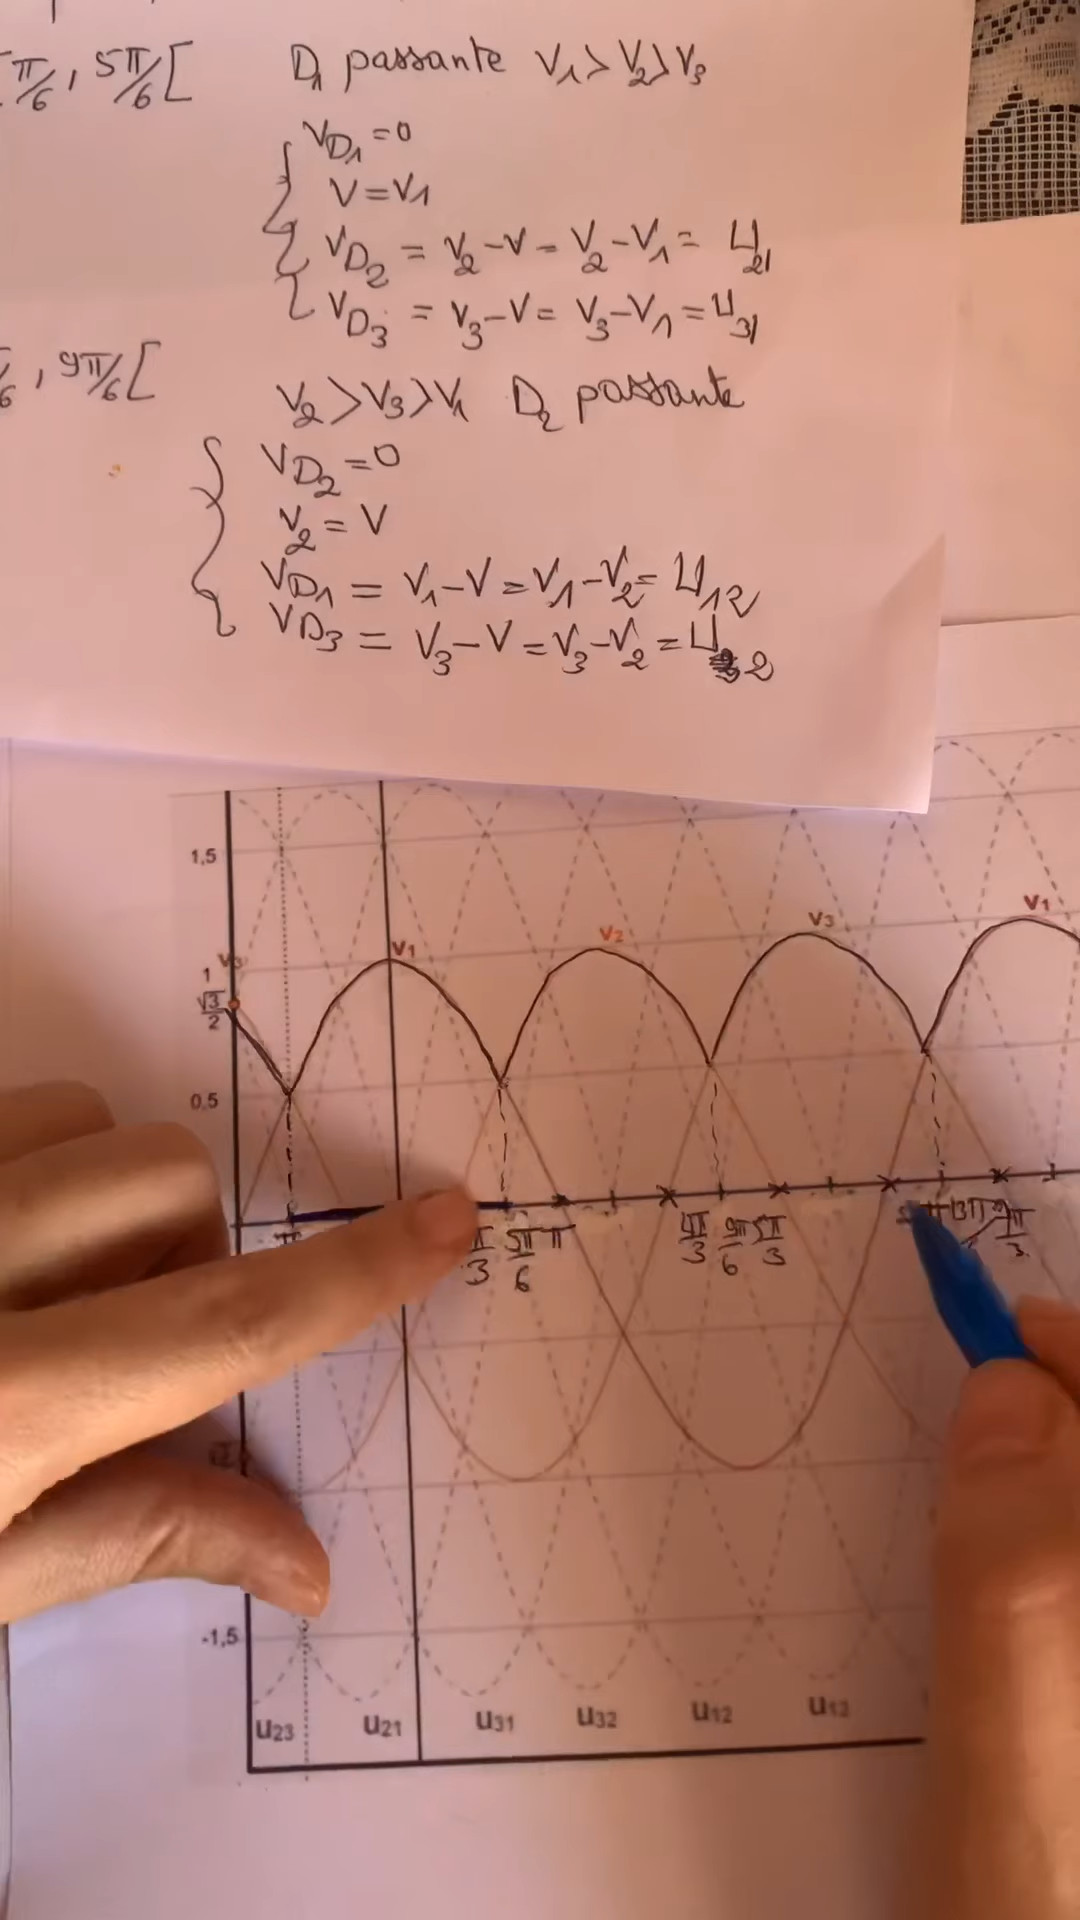 π/6, 5π/6[ D1 passante V1>V2>V3
VD1=0
V=V1
VD2 = V2-V = V2-V1 = U21
VD3 = V3-V = V3-V1 = U31
, 9π/6[
V2>V3>V1 D2 passante
VD2=0
V2=V
VD1 = V1-V = V1-V2 = U12
VD3 = V3-V = V3-V2 = U32
1,5
V1
V2
V3
V1
1
√3/2
0,5
π/3 5π/6 π 4π/3 9π/6 5π/3 13π π/3
-1,5
u23 u21 u31 u32 u12 u13